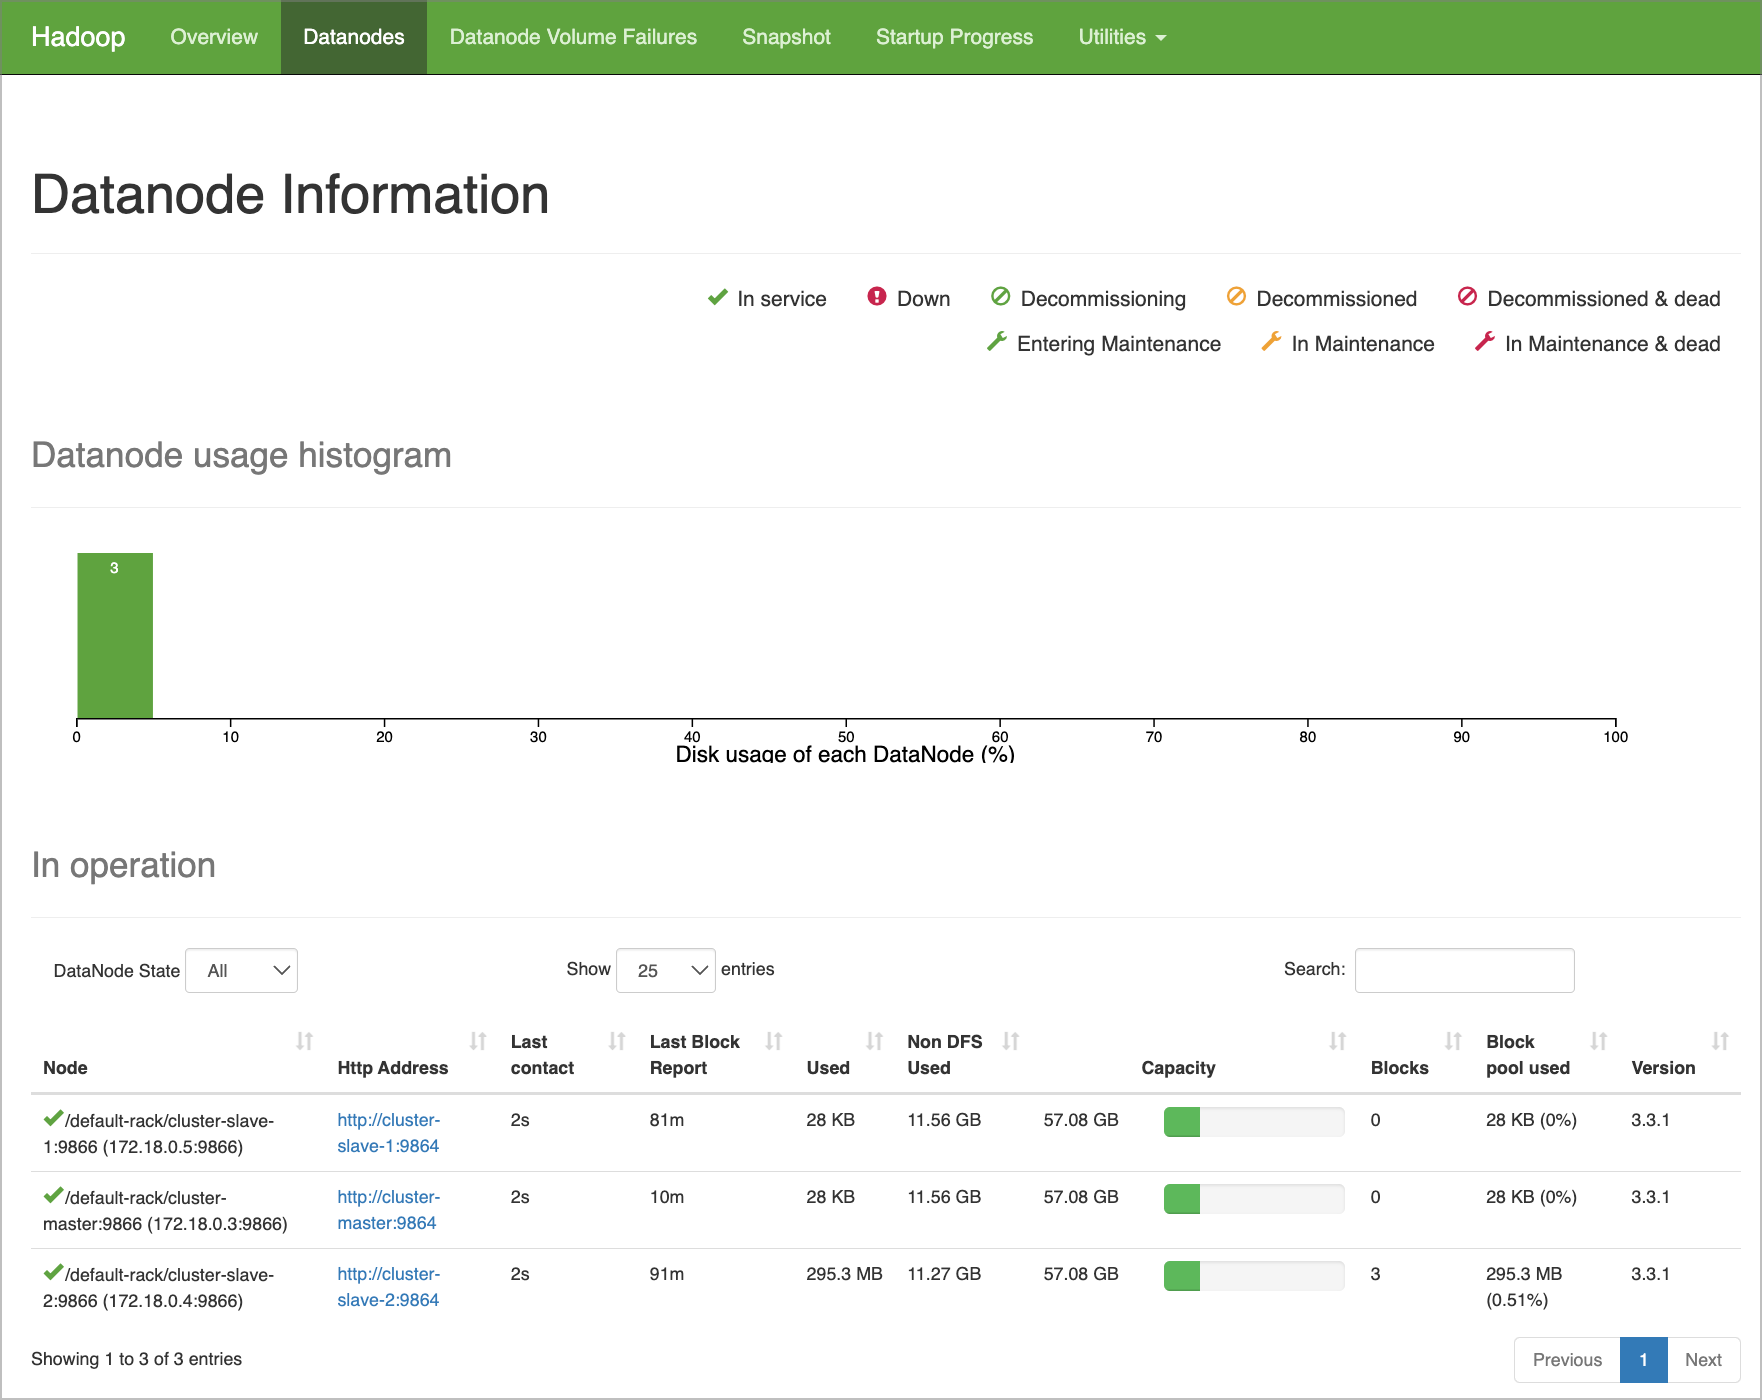 Hadoop Overview Datanodes Datanode Volume Failures Snapshot Startup Progress Utilities
Datanode Information
In service Down Decommissioning Decommissioned Decommissioned & dead
Entering Maintenance In Maintenance In Maintenance & dead
Datanode usage histogram
3
0 10 20 30 40 50 60 70 80 90 100
Disk usage of each DataNode (%)
In operation
DataNode State All Show 25 entries Search:
Last Last Block Non DFS Block
Node Http Address contact Report Used Used Capacity Blocks pool used Version
/default-rack/cluster-slave- http://cluster- 2s 81m 28 KB 11.56 GB 57.08 GB 0 28 KB (0%) 3.3.1
1:9866 (172.18.0.5:9866) slave-1:9864
/default-rack/cluster- http://cluster- 2s 10m 28 KB 11.56 GB 57.08 GB 0 28 KB (0%) 3.3.1
master:9866 (172.18.0.3:9866) master:9864
/default-rack/cluster-slave- http://cluster- 2s 91m 295.3 MB 11.27 GB 57.08 GB 3 295.3 MB 3.3.1
2:9866 (172.18.0.4:9866) slave-2:9864 (0.51%)
Showing 1 to 3 of 3 entries Previous 1 Next